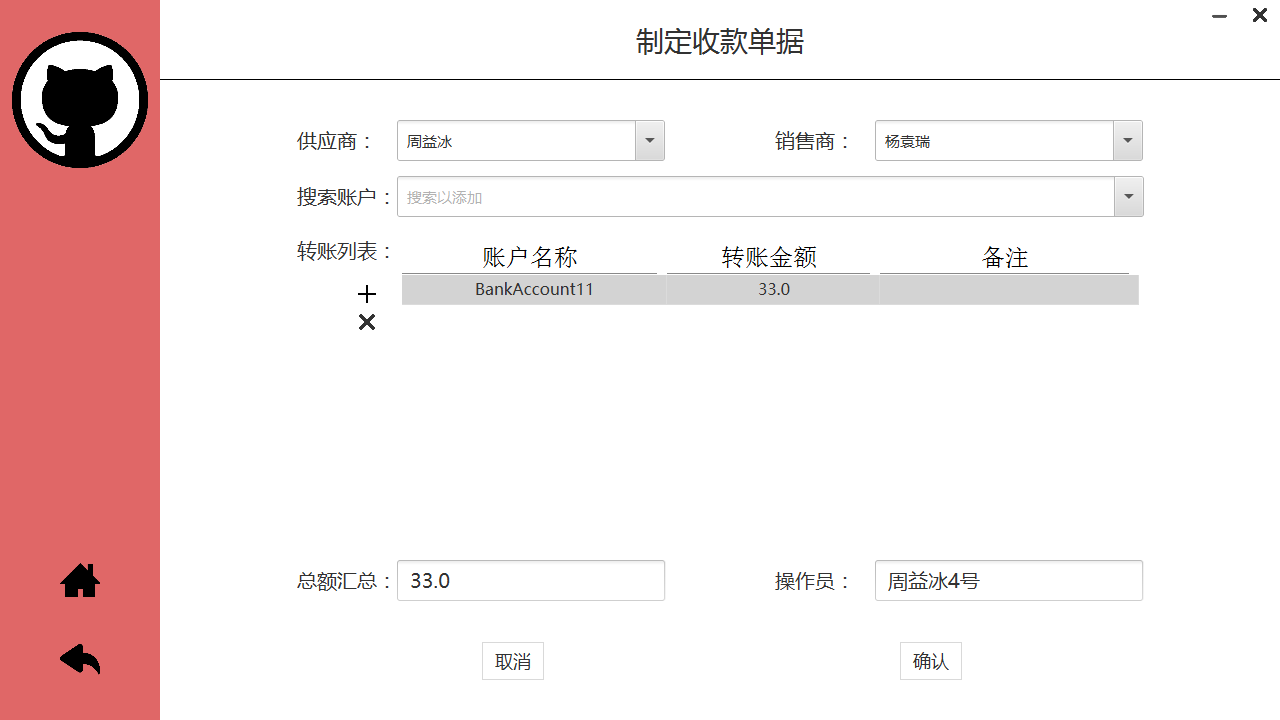 制定收款单据
供应商： 周益冰 销售商： 杨袁瑞
搜索账户： 搜索以添加
转账列表： 账户名称 转账金额 备注
BankAccount11 33.0
总额汇总： 33.0 操作员： 周益冰4号
取消 确认